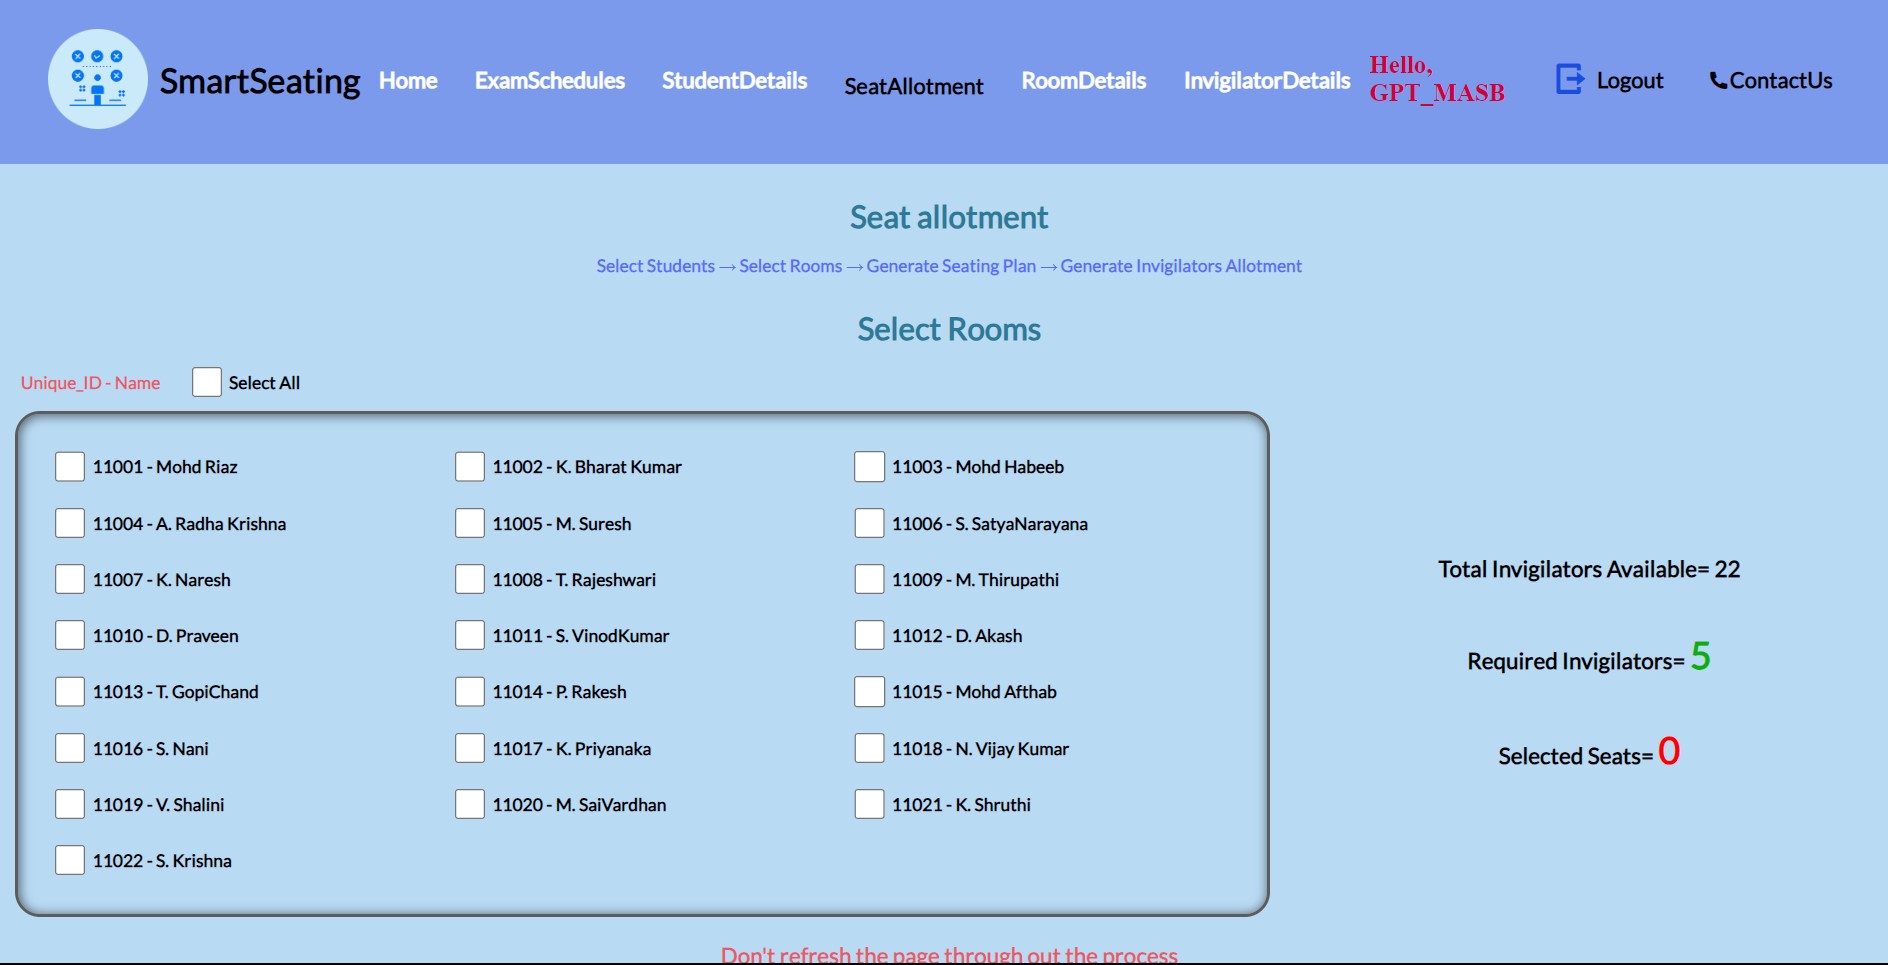 SmartSeating Home ExamSchedules StudentDetails SeatAllotment RoomDetails InvigilatorDetails Hello, GPT_MASB Logout ContactUs
Seat allotment
Select Students → Select Rooms → Generate Seating Plan → Generate Invigilators Allotment
Select Rooms
Unique_ID - Name Select All
11001 - Mohd Riaz 11002 - K. Bharat Kumar 11003 - Mohd Habeeb
11004 - A. Radha Krishna 11005 - M. Suresh 11006 - S. SatyaNarayana
11007 - K. Naresh 11008 - T. Rajeshwari 11009 - M. Thirupathi
11010 - D. Praveen 11011 - S. VinodKumar 11012 - D. Akash
11013 - T. GopiChand 11014 - P. Rakesh 11015 - Mohd Afthab
11016 - S. Nani 11017 - K. Priyanaka 11018 - N. Vijay Kumar
11019 - V. Shalini 11020 - M. SaiVardhan 11021 - K. Shruthi
11022 - S. Krishna
Total Invigilators Available= 22
Required Invigilators= 5
Selected Seats= 0
Don't refresh the page through out the process